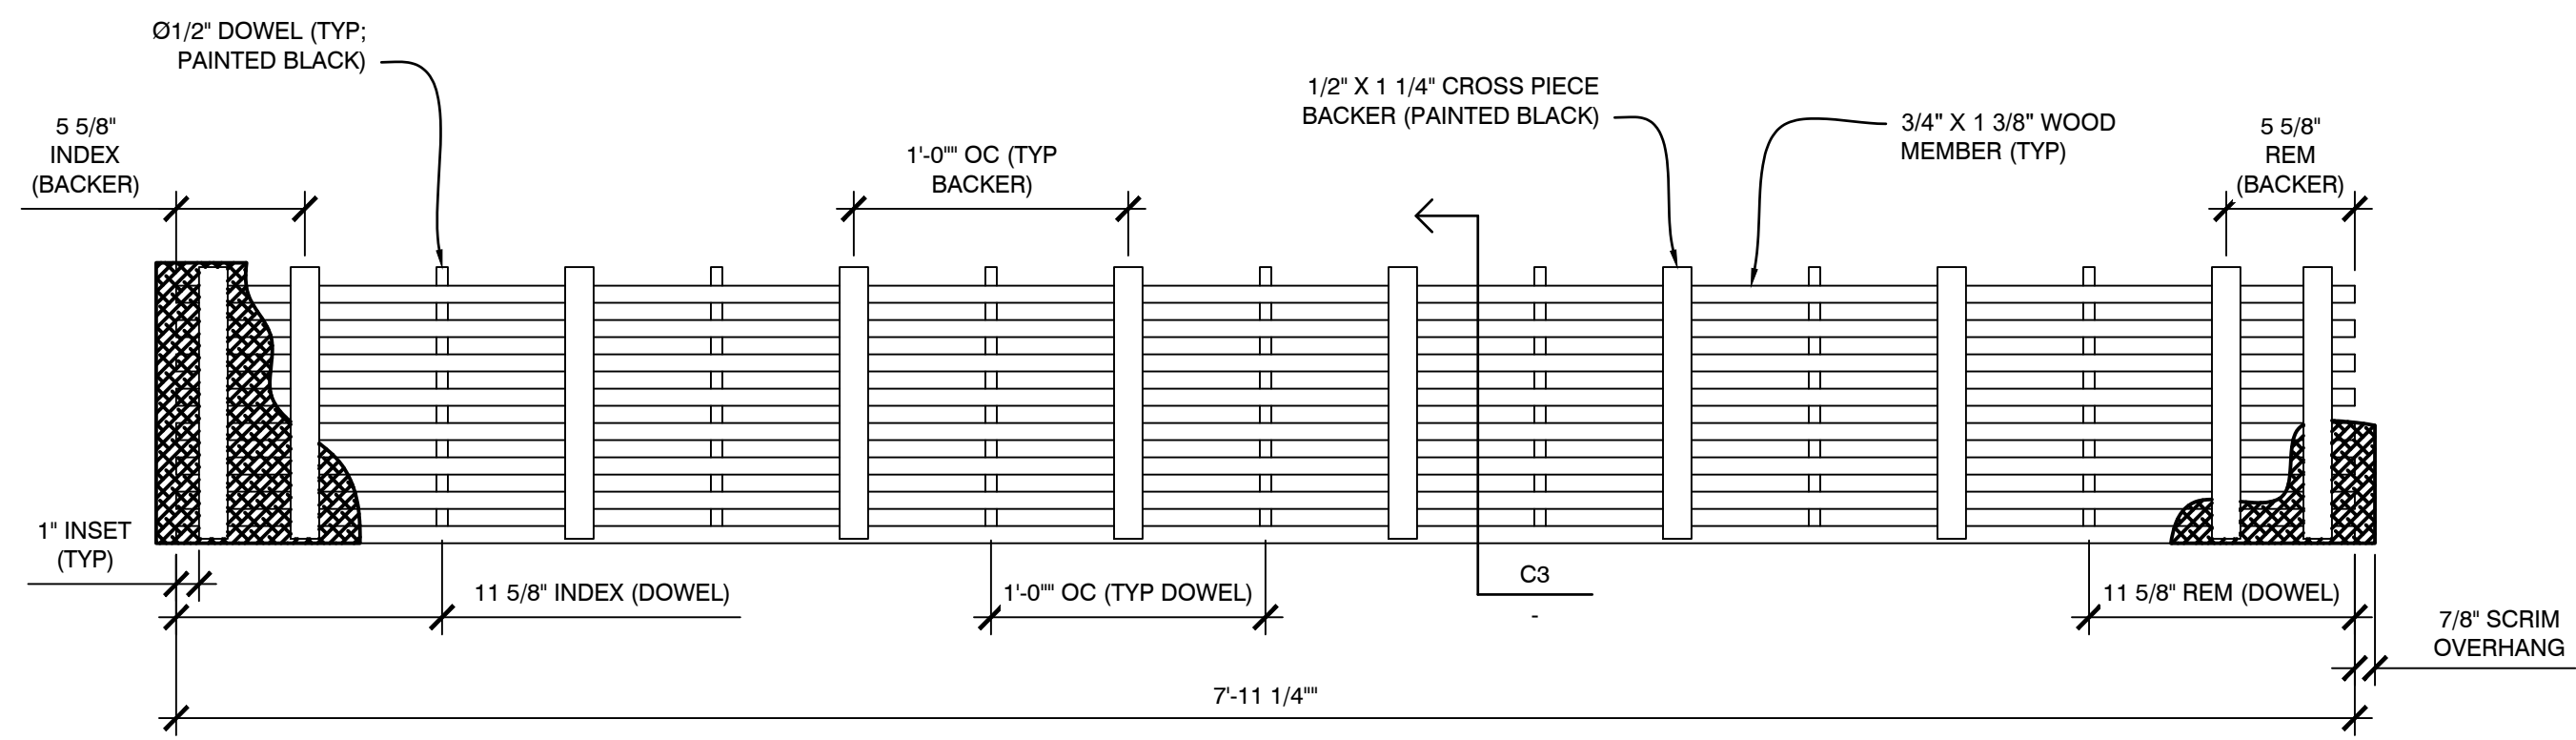 Ø1/2" DOWEL (TYP;
PAINTED BLACK)
5 5/8"
INDEX
(BACKER)
1'-0"" OC (TYP
BACKER)
1/2" X 1 1/4" CROSS PIECE
BACKER (PAINTED BLACK)
3/4" X 1 3/8" WOOD
MEMBER (TYP)
5 5/8"
REM
(BACKER)
1" INSET
(TYP)
11 5/8" INDEX (DOWEL)
1'-0"" OC (TYP DOWEL)
C3
-
11 5/8" REM (DOWEL)
7/8" SCRIM
OVERHANG
7'-11 1/4""